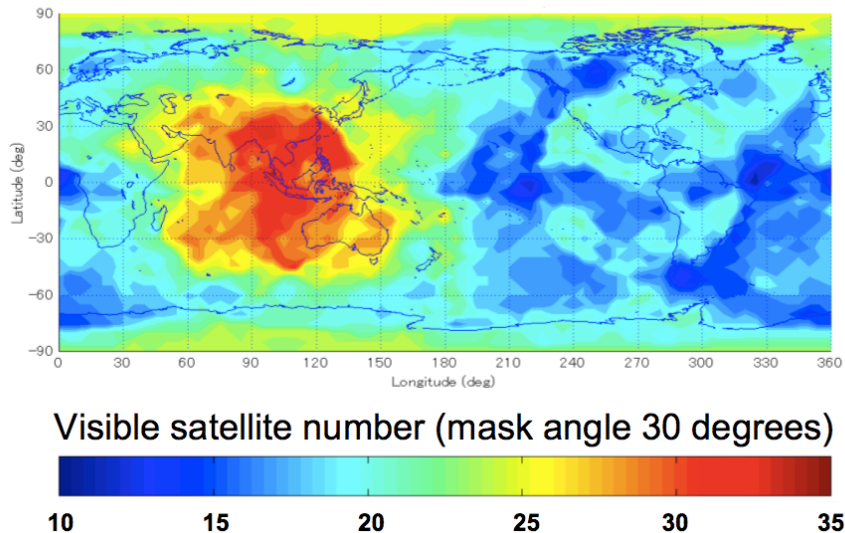 90
60
30
0
−30
−60
−90
Latitude (deg)
0 30 60 90 120 150 180 210 240 270 300 330 360
Longitude (deg)
Visible satellite number (mask angle 30 degrees)
10 15 20 25 30 35